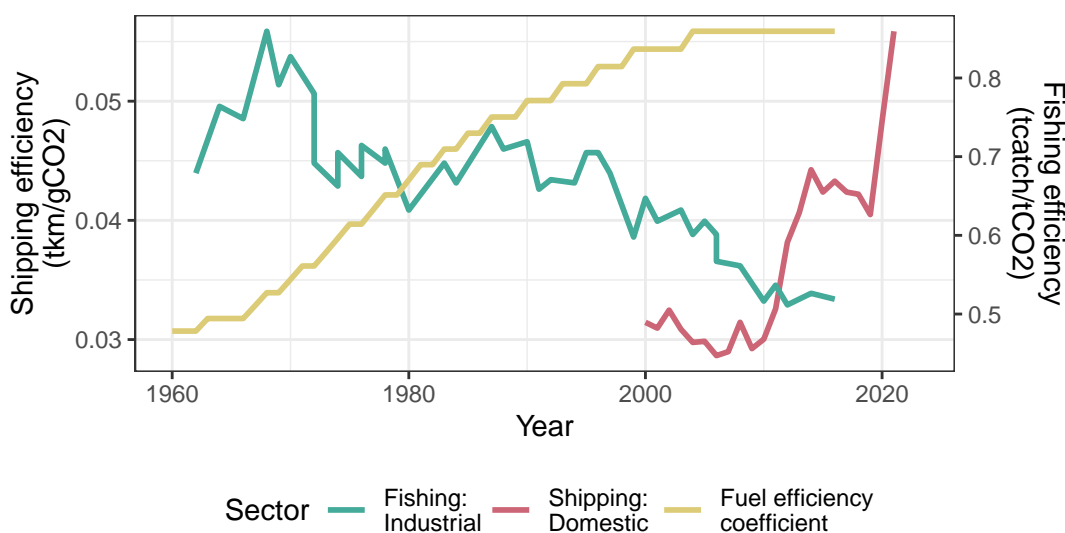 Shipping efficiency
(tkm/gCO2)
0.05
0.04
0.03
0.8
0.7
0.6
0.5
Fishing efficiency
(tcatch/tCO2)
1960
1980
2000
2020
Year
Sector
Fishing:
Industrial
Shipping:
Domestic
Fuel efficiency
coefficient